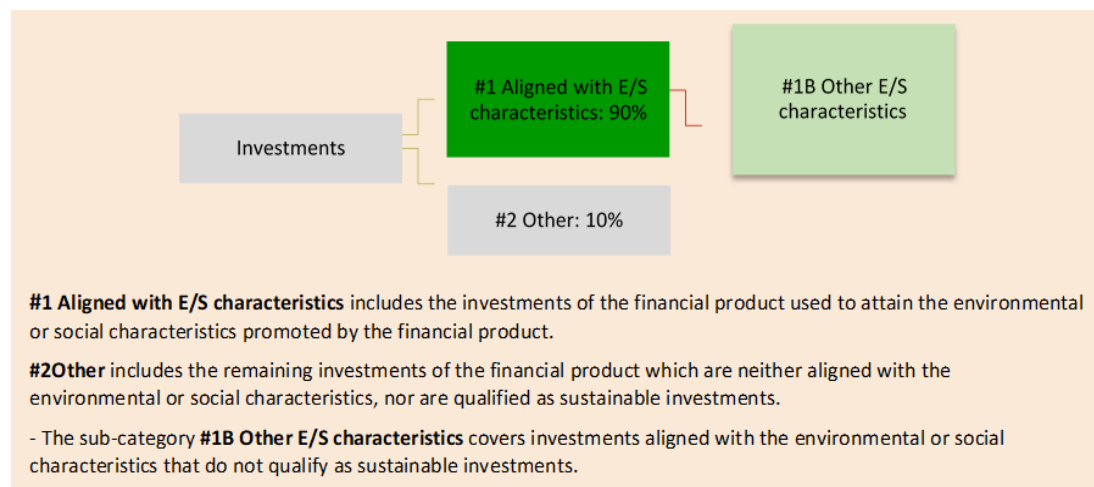 #1 Aligned with E/S
characteristics: 90%
#1B Other E/S
characteristics
Investments
#2 Other: 10%
#1 Aligned with E/S characteristics includes the investments of the financial product used to attain the environmental
or social characteristics promoted by the financial product.
#2Other includes the remaining investments of the financial product which are neither aligned with the
environmental or social characteristics, nor are qualified as sustainable investments.
- The sub-category #1B Other E/S characteristics covers investments aligned with the environmental or social
characteristics that do not qualify as sustainable investments.